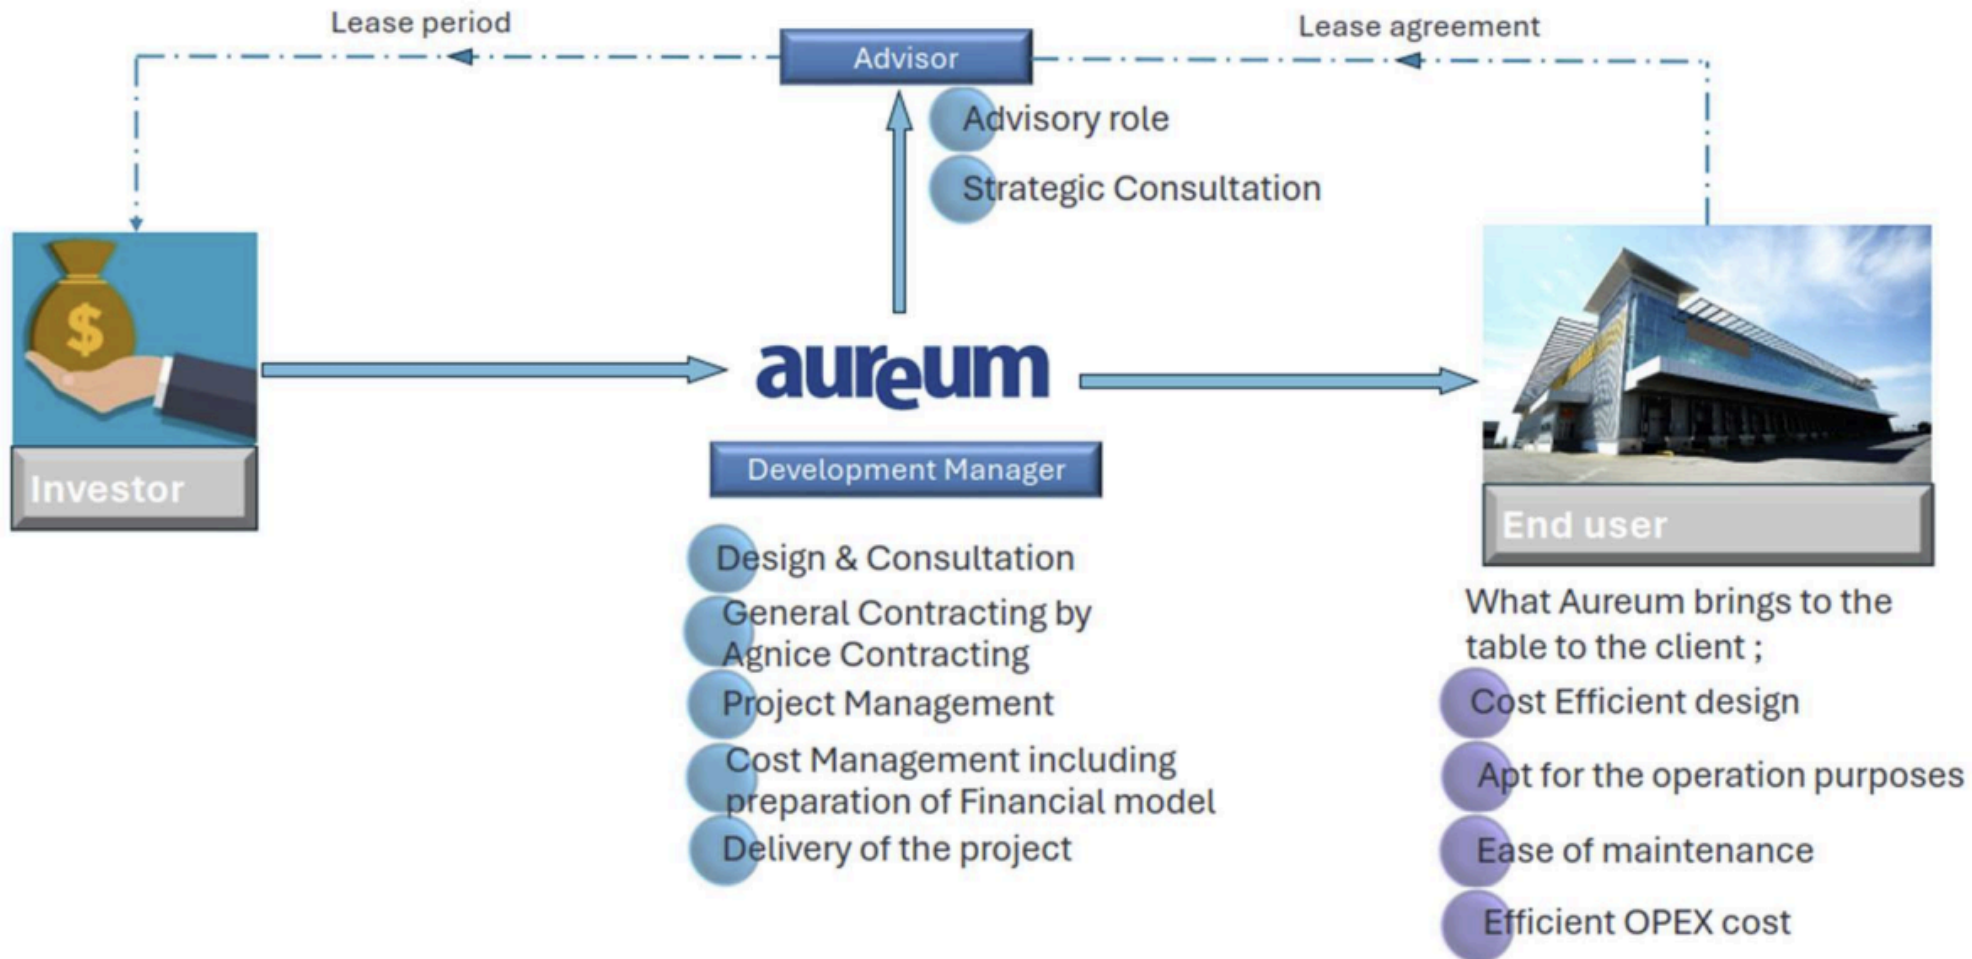 Lease period
Lease agreement
Advisor
Advisory role
Strategic Consultation
$
aureum
Investor
Development Manager
End user
Design & Consultation
General Contracting by
Agnice Contracting
Project Management
Cost Management including
preparation of Financial model
Delivery of the project
What Aureum brings to the
table to the client ;
Cost Efficient design
Apt for the operation purposes
Ease of maintenance
Efficient OPEX cost